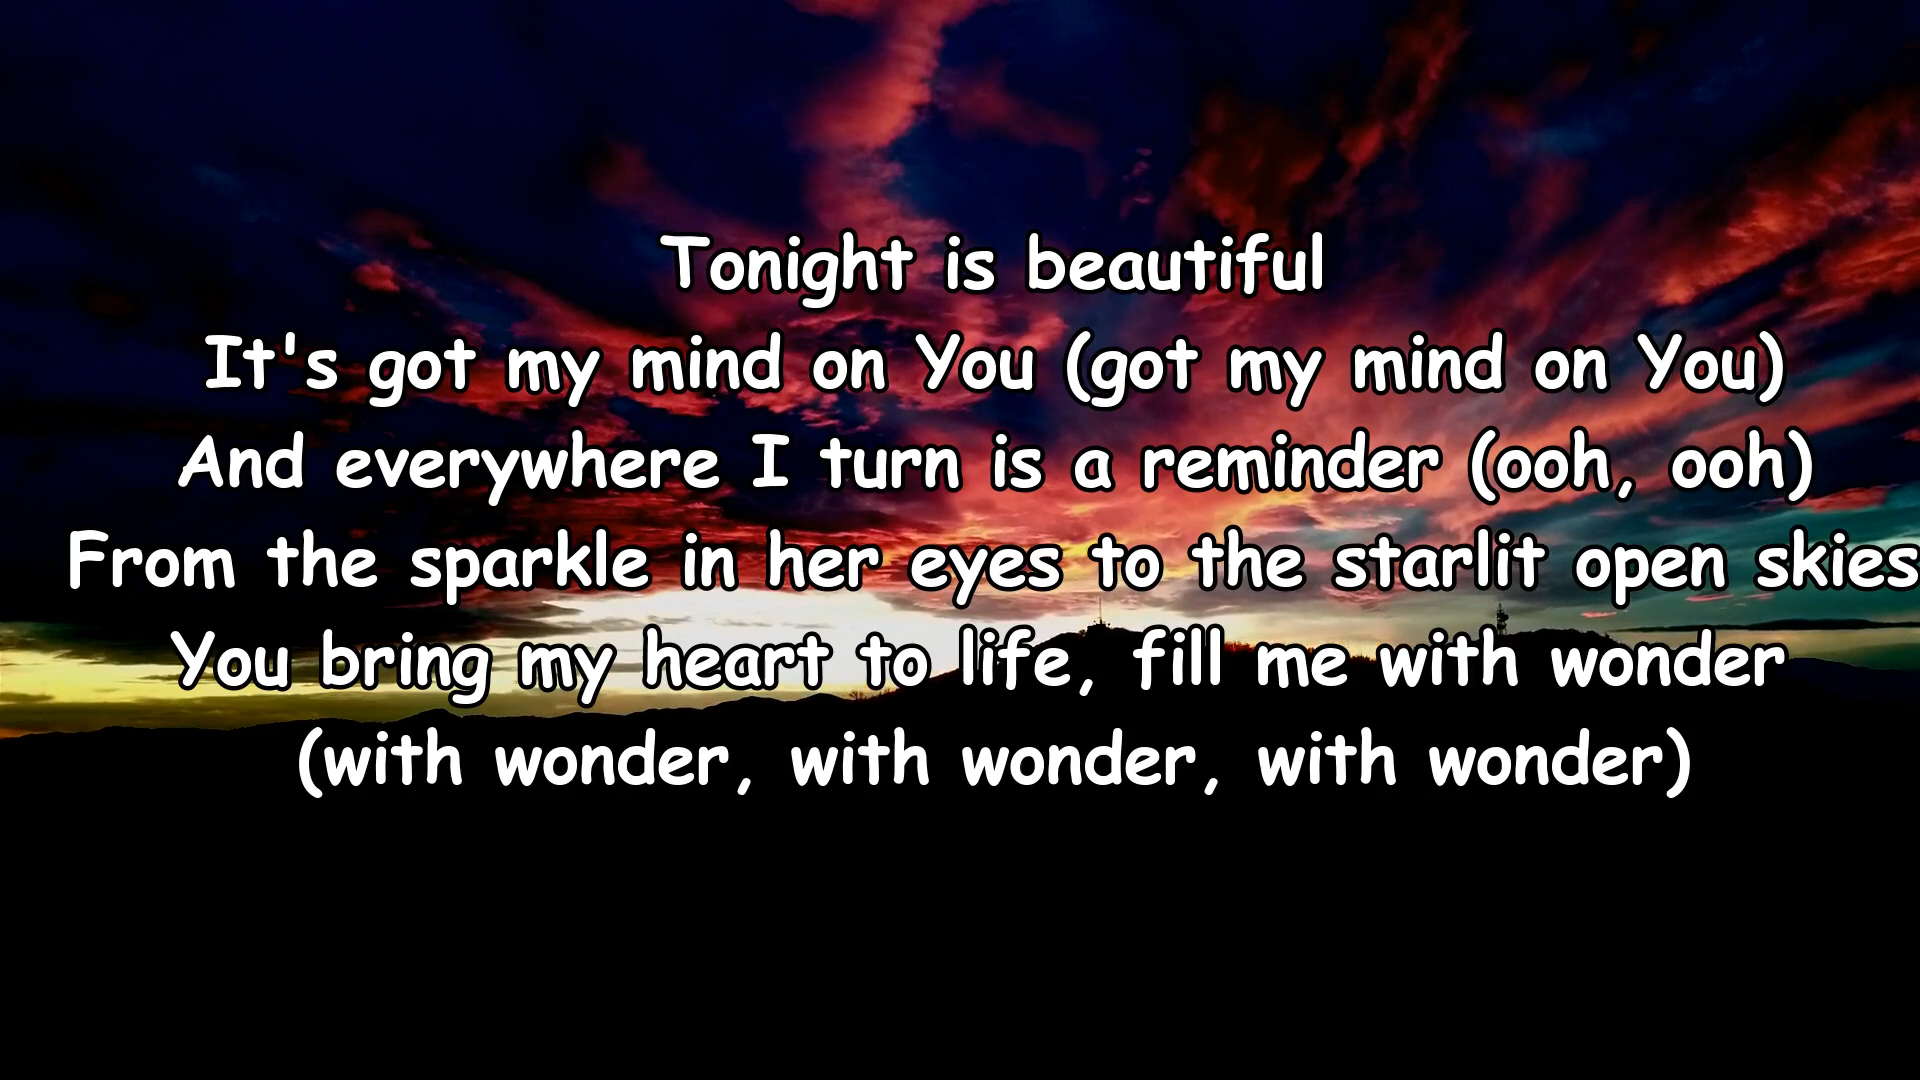 Tonight is beautiful
It's got my mind on You (got my mind on You)
And everywhere I turn is a reminder (ooh, ooh)
From the sparkle in her eyes to the starlit open skies
You bring my heart to life, fill me with wonder
(with wonder, with wonder, with wonder)